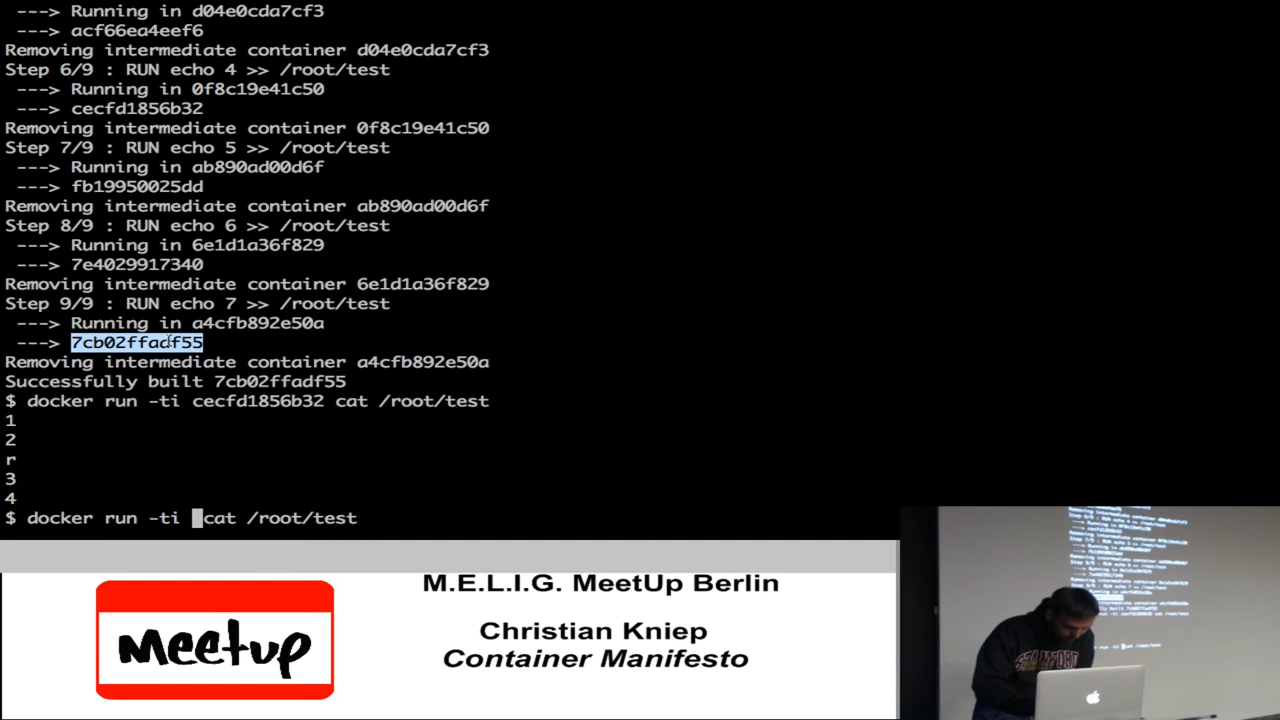 ---> Running in d04e0cda7cf3
---> acf66ea4eef6
Removing intermediate container d04e0cda7cf3
Step 6/9 : RUN echo 4 >> /root/test
---> Running in 0f8c19e41c50
---> cecfd1856b32
Removing intermediate container 0f8c19e41c50
Step 7/9 : RUN echo 5 >> /root/test
---> Running in ab890ad00d6f
---> fb19950025dd
Removing intermediate container ab890ad00d6f
Step 8/9 : RUN echo 6 >> /root/test
---> Running in 6e1d1a36f829
---> 7e4029917340
Removing intermediate container 6e1d1a36f829
Step 9/9 : RUN echo 7 >> /root/test
---> Running in a4cfb892e50a
---> 7cb02ffadf55
Removing intermediate container a4cfb892e50a
Successfully built 7cb02ffadf55
$ docker run -ti cecfd1856b32 cat /root/test
1
2
r
3
4
$ docker run -ti cat /root/test
Meetup
M.E.L.I.G. MeetUp Berlin
Christian Kniep
Container Manifesto